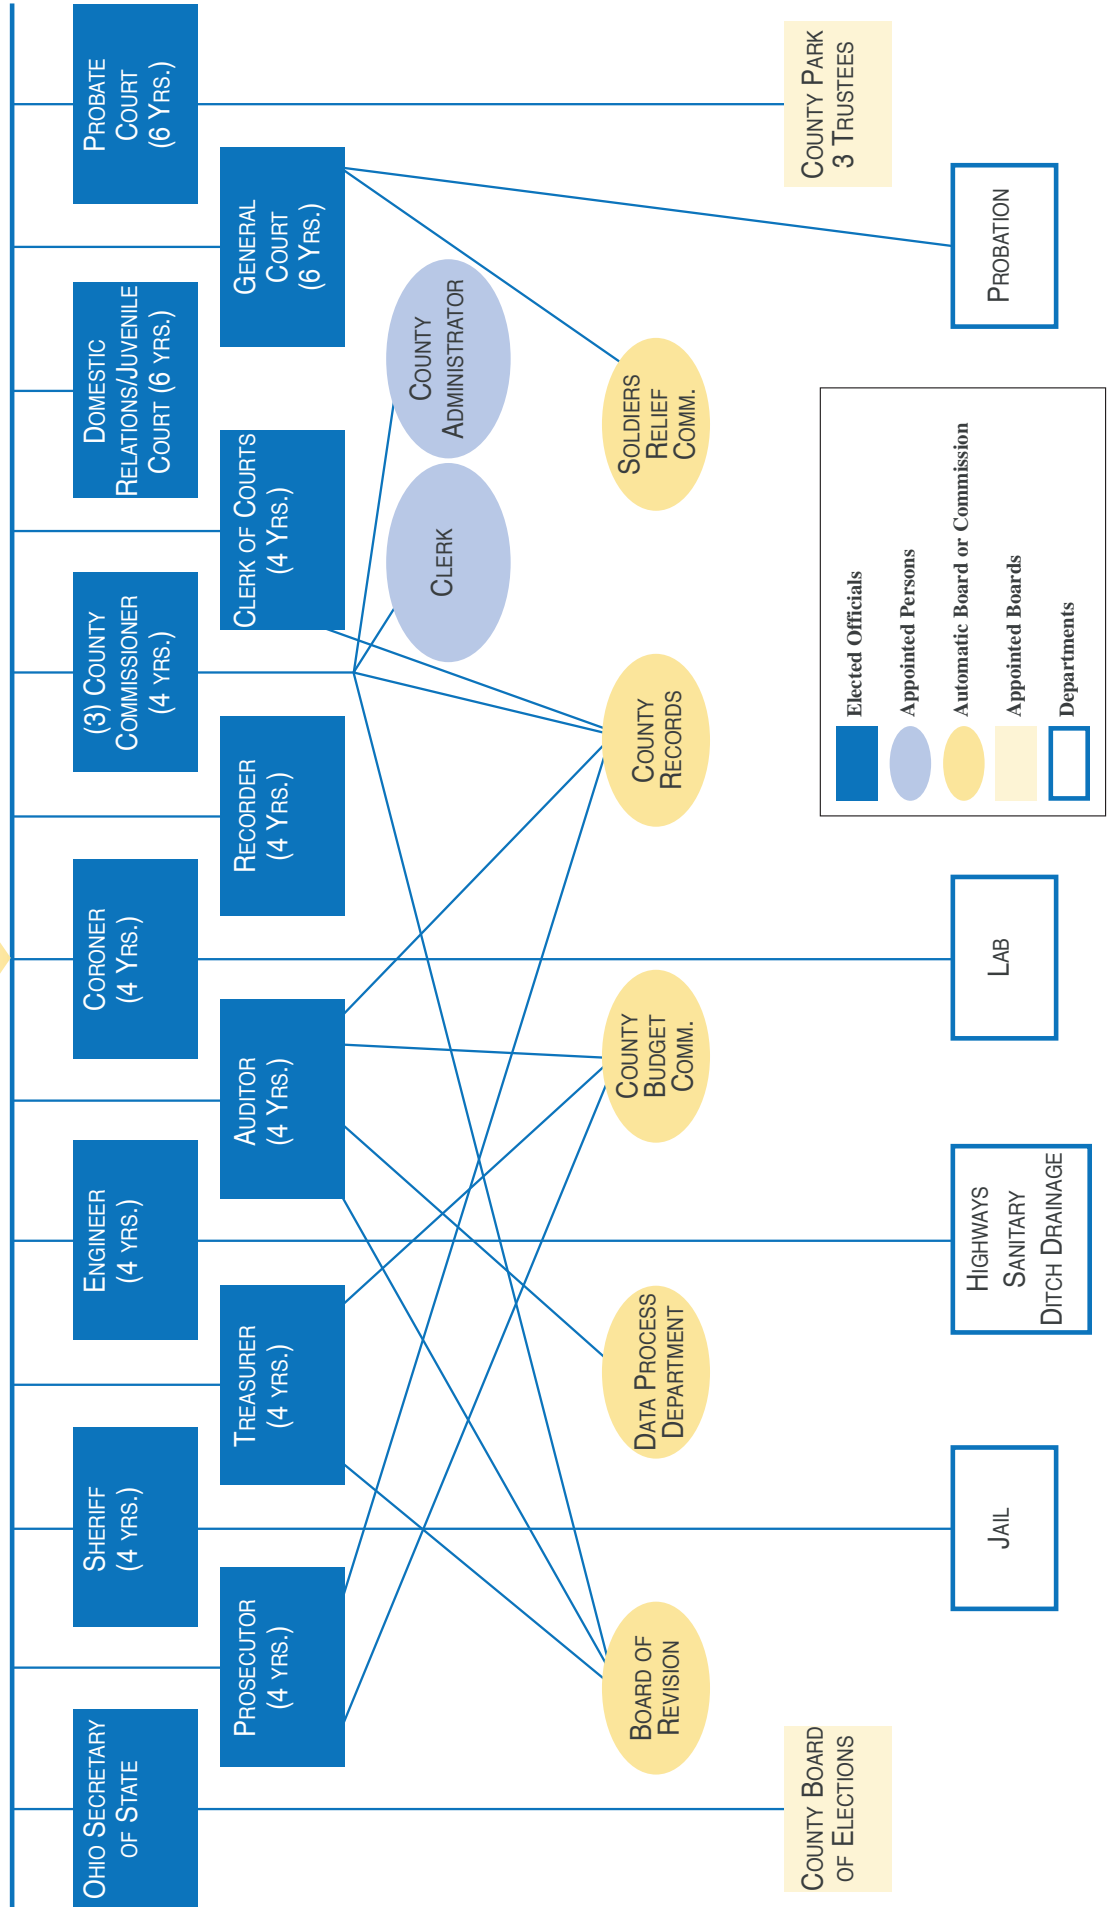 OHIO SECRETARY
OF STATE
SHERIFF
(4 YRS.)
ENGINEER
(4 YRS.)
CORONER
(4 YRS.)
(3) COUNTY
COMMISSIONER
(4 YRS.)
DOMESTIC
RELATIONS/JUVENILE
COURT (6 YRS.)
PROBATE
COURT
(6 YRS.)
PROSECUTOR
(4 YRS.)
TREASURER
(4 YRS.)
AUDITOR
(4 YRS.)
RECORDER
(4 YRS.)
CLERK OF COURTS
(4 YRS.)
GENERAL
COURT
(6 YRS.)
CLERK
COUNTY
ADMINISTRATOR
BOARD OF
REVISION
DATA PROCESS
DEPARTMENT
COUNTY
BUDGET
COMM.
COUNTY
RECORDS
SOLDIERS
RELIEF
COMM.
COUNTY BOARD
OF ELECTIONS
COUNTY PARK
3 TRUSTEES
JAIL
HIGHWAYS
SANITARY
DITCH DRAINAGE
LAB
PROBATION
Elected Officials
Appointed Persons
Automatic Board or Commission
Appointed Boards
Departments